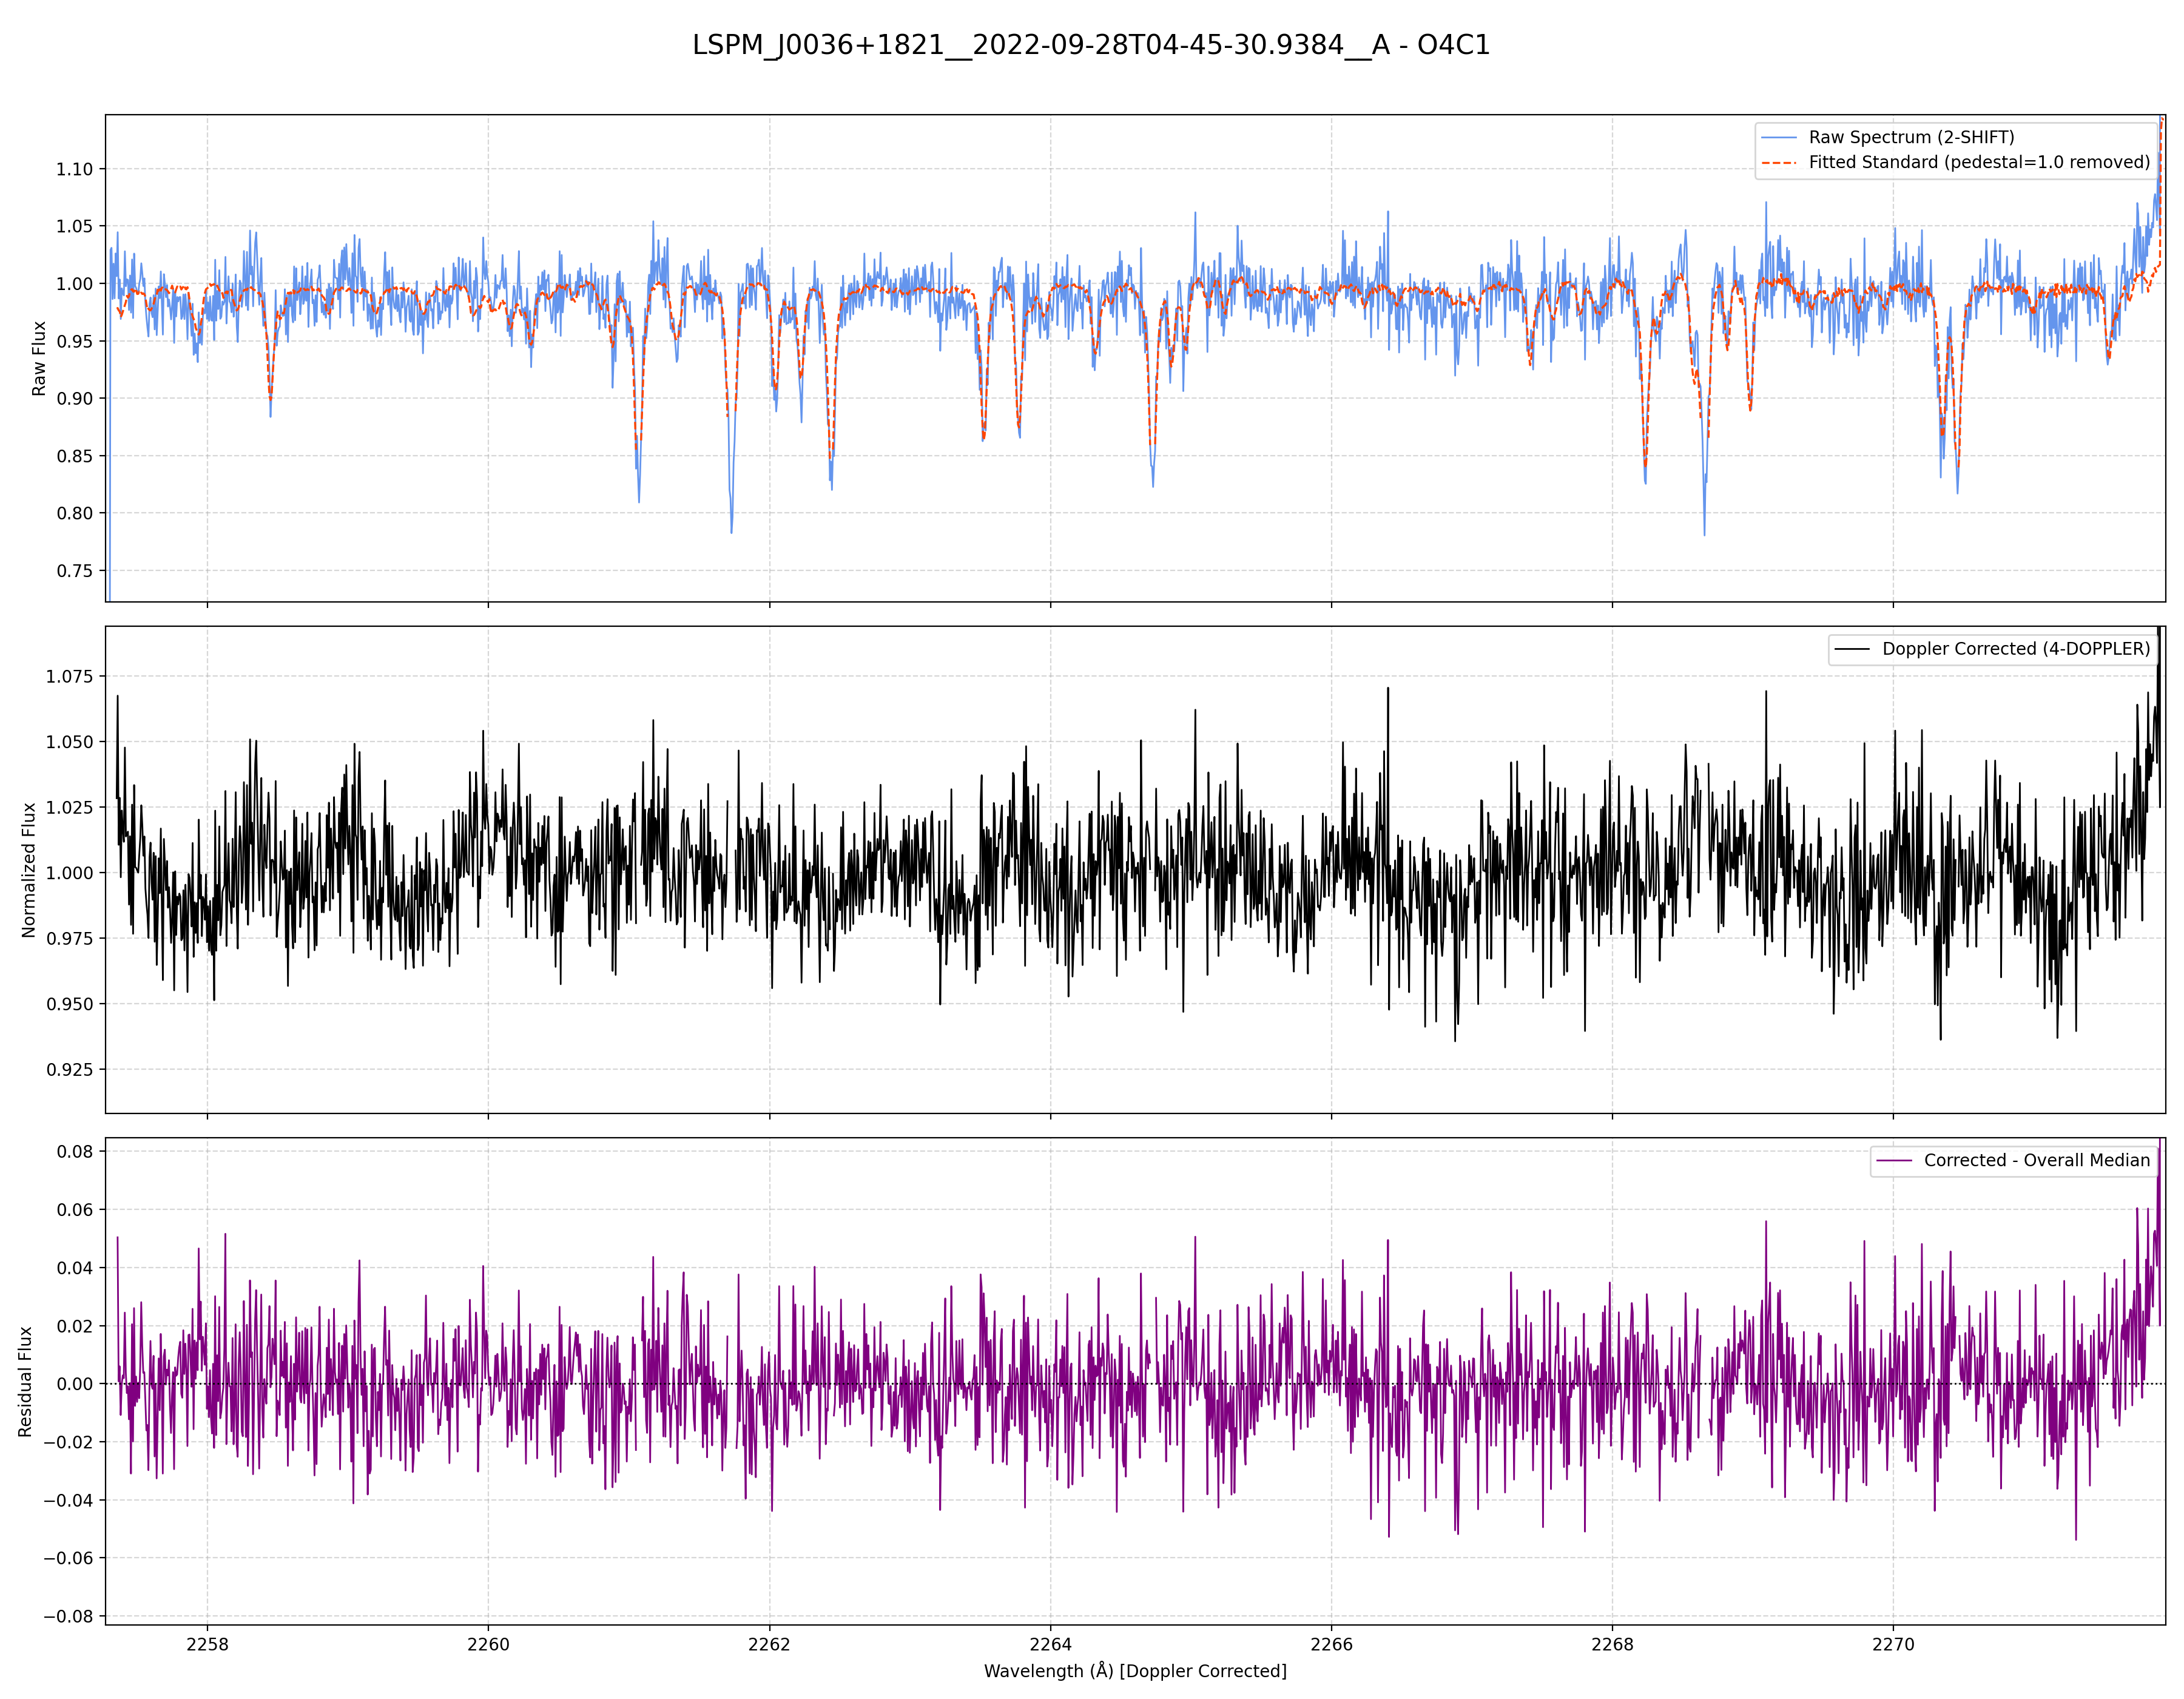 LSPM_J0036+1821__2022-09-28T04-45-30.9384__A - O4C1
Raw Spectrum (2-SHIFT)
Fitted Standard (pedestal=1.0 removed)
Raw Flux
1.10
1.05
1.00
0.95
0.90
0.85
0.80
0.75
Doppler Corrected (4-DOPPLER)
Normalized Flux
1.075
1.050
1.025
1.000
0.975
0.950
0.925
Corrected - Overall Median
Residual Flux
0.08
0.06
0.04
0.02
0.00
−0.02
−0.04
−0.06
−0.08
2258 2260 2262 2264 2266 2268 2270
Wavelength (Å) [Doppler Corrected]